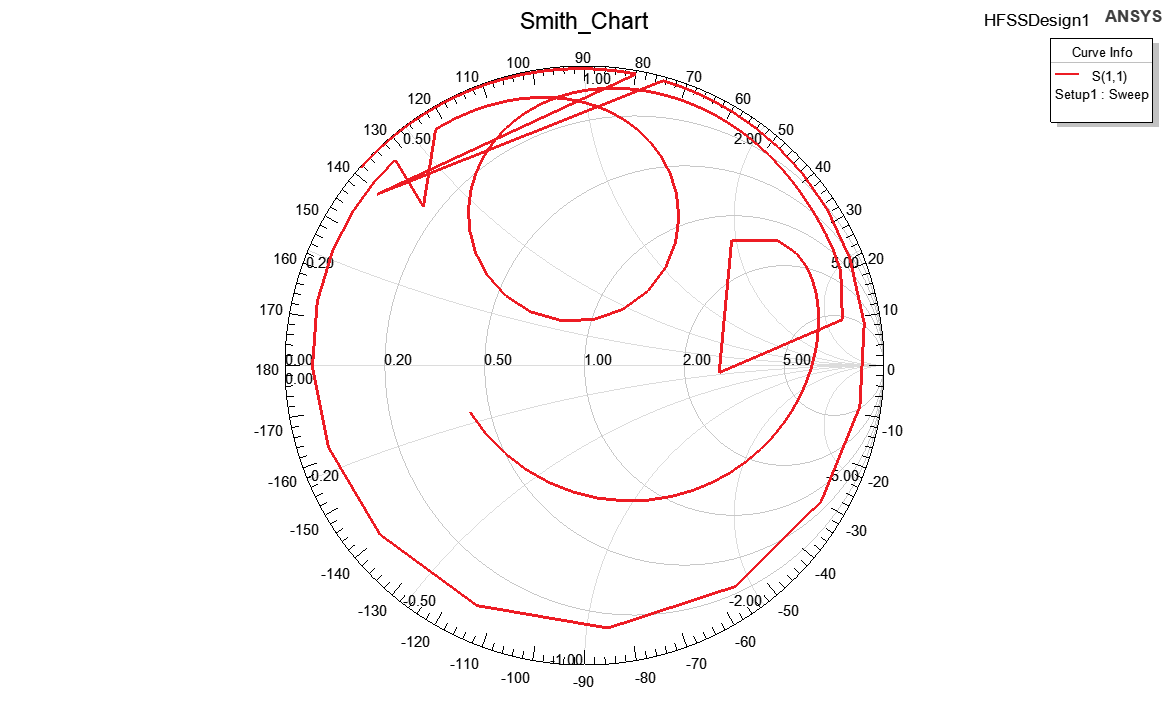 Smith_Chart
HFSSDesign1 ANSYS
Curve Info
S(1,1)
Setup1 : Sweep
90
100 80
110 70
1.00
120 60
130 0.50 2.00 50
140 40
150 30
160 0.20 5.00 20
170 10
180 0.00 0.20 0.50 1.00 2.00 5.00 0
0.00
-170 -10
-160 -0.20 -5.00 -20
-150 -30
-140 -40
-130 -0.50 -2.00 -50
-120 -60
-110 -1.00 -70
-100 -90 -80